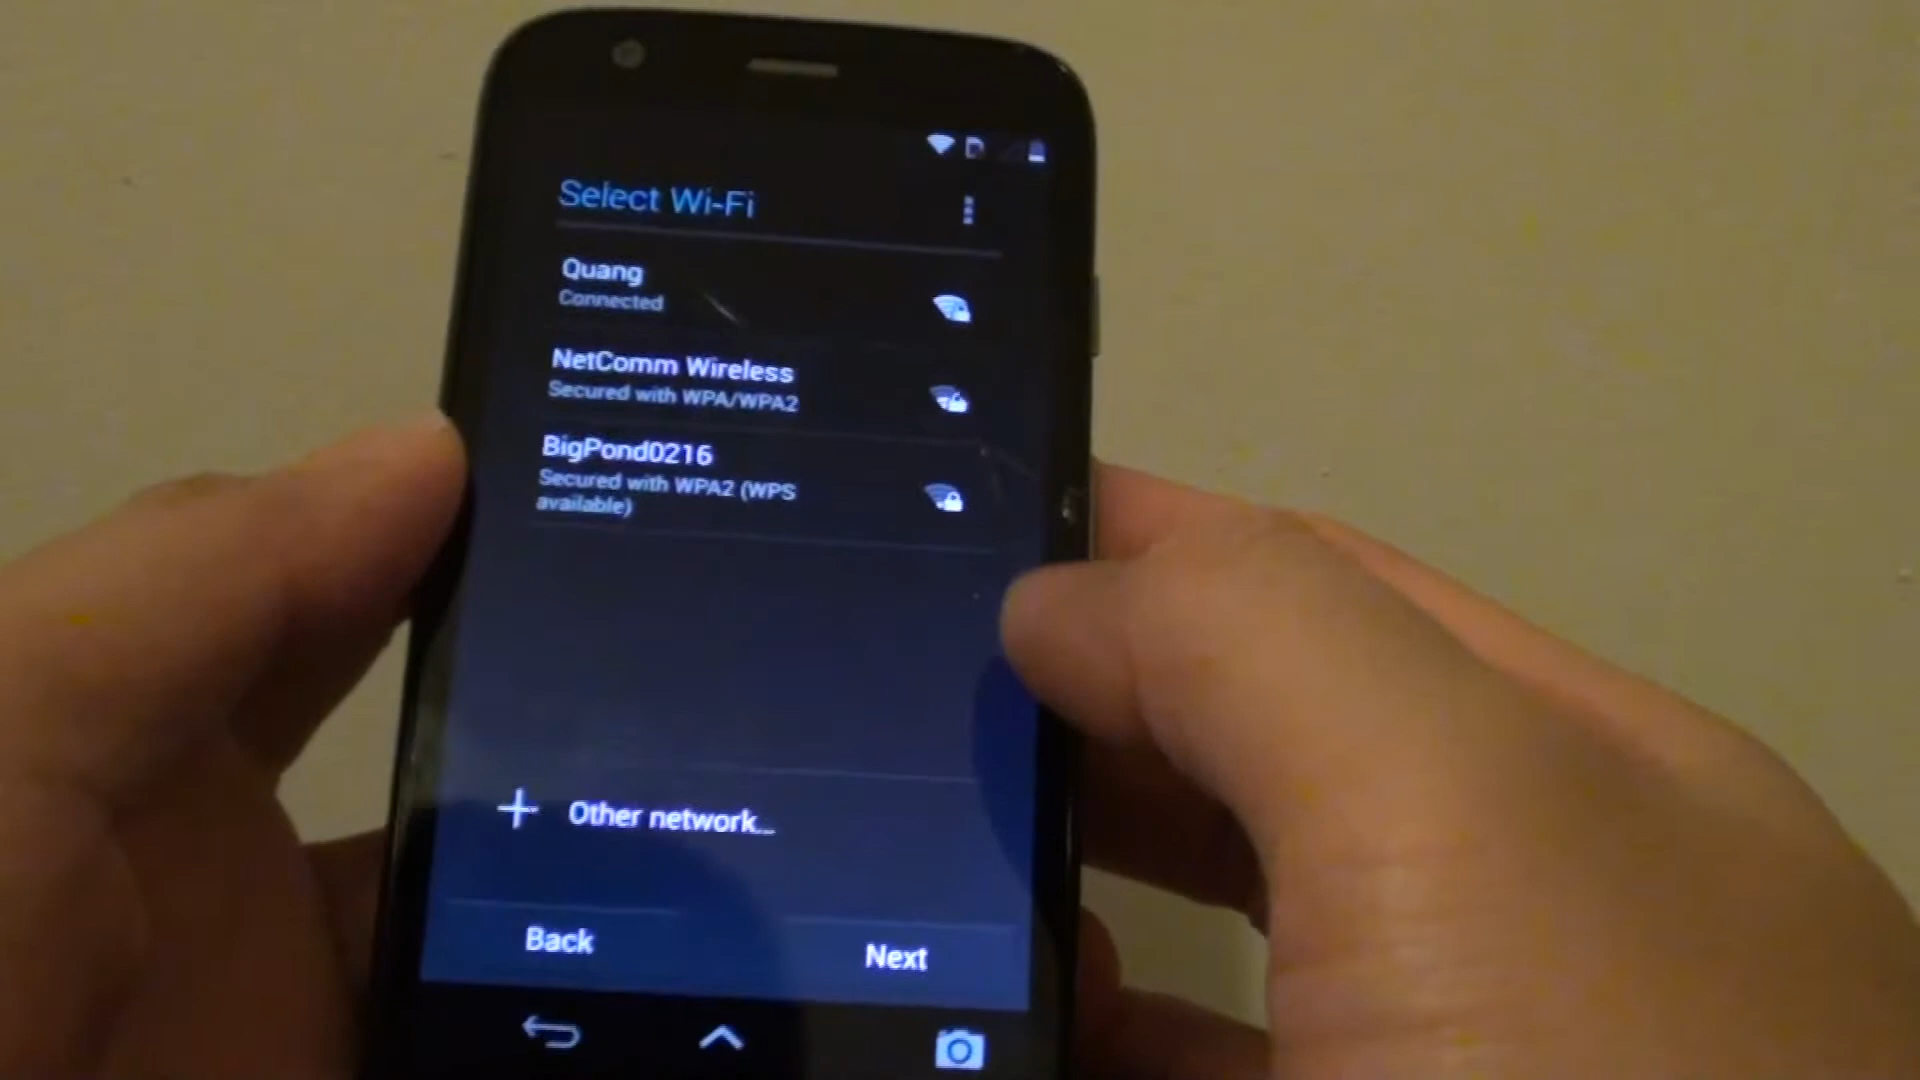 Select Wi-Fi
Quang
Connected
NetComm Wireless
Secured with WPA/WPA2
BigPond0216
Secured with WPA2 (WPS
available)
Other network...
Back
Next